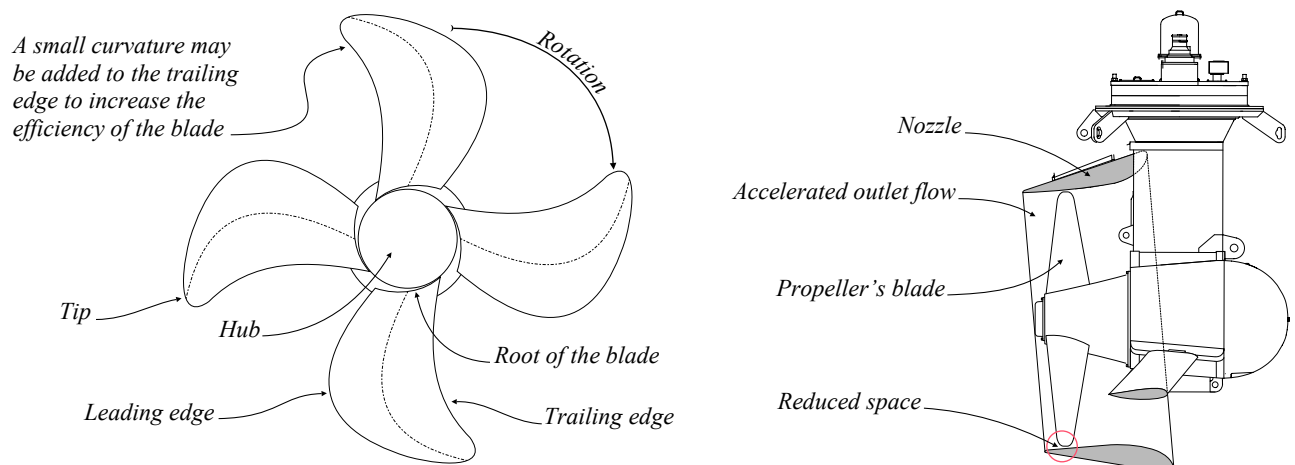 A small curvature may
be added to the trailing
edge to increase the
efficiency of the blade
Rotation
Tip
Hub
Root of the blade
Leading edge
Trailing edge
Nozzle
Accelerated outlet flow
Propeller’s blade
Reduced space